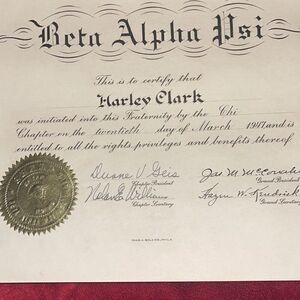 Beta Alpha Psi
This is to certify that
Harley Clark
was initiated into this Fraternity by the Chi
Chapter on the twentieth day of March 1947, and is
entitled to all the rights, privileges and benefits thereof.
Duane V. Geis
Chapter President
Grand President
Chapter Secretary
Grand Secretary